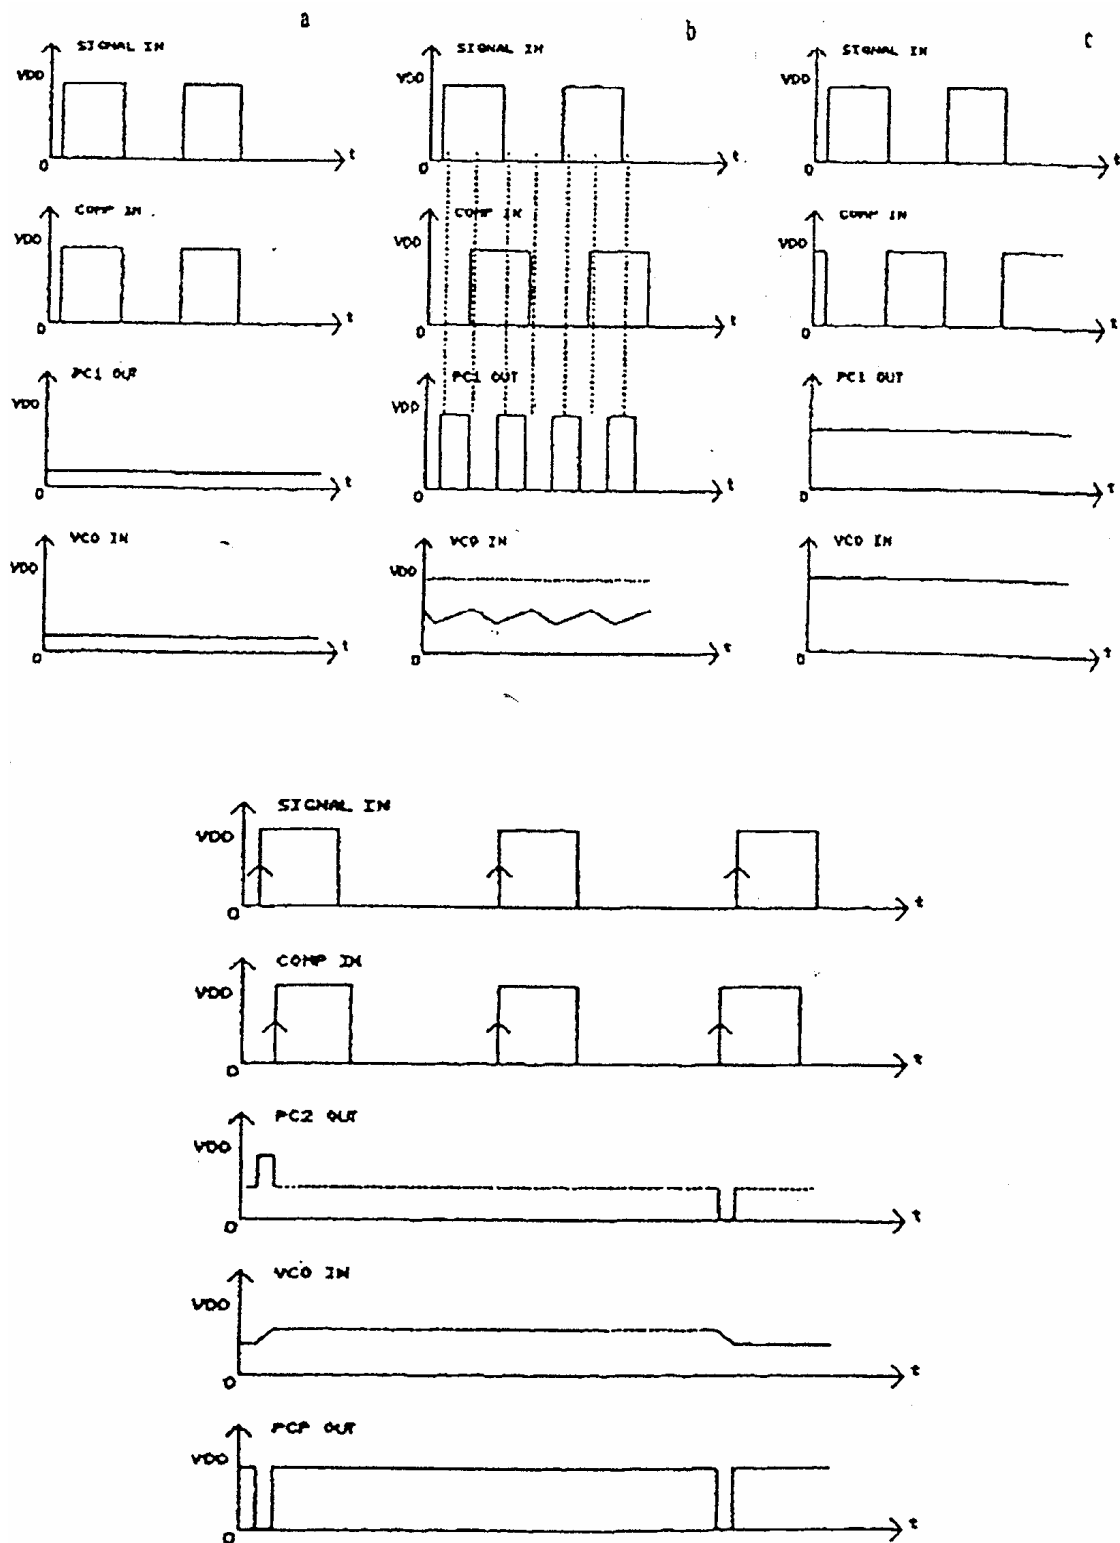 a b c
SIGNAL IN SIGNAL IN SIGNAL IN
VDD VDD VDD
0 t 0 t 0 t
COMP IN COMP IN COMP IN
VDD VDD VDD
0 t 0 t 0 t
PC1 OUT PC1 OUT PC1 OUT
VDD VDD VDD
0 t 0 t 0 t
VCO IN VCO IN VCO IN
VDD VDD VDD
0 t 0 t 0 t
SIGNAL IN
VDD
0 t
COMP IN
VDD
0 t
PC2 OUT
VDD
0 t
VCO IN
VDD
0 t
PCP OUT
VDD
0 t